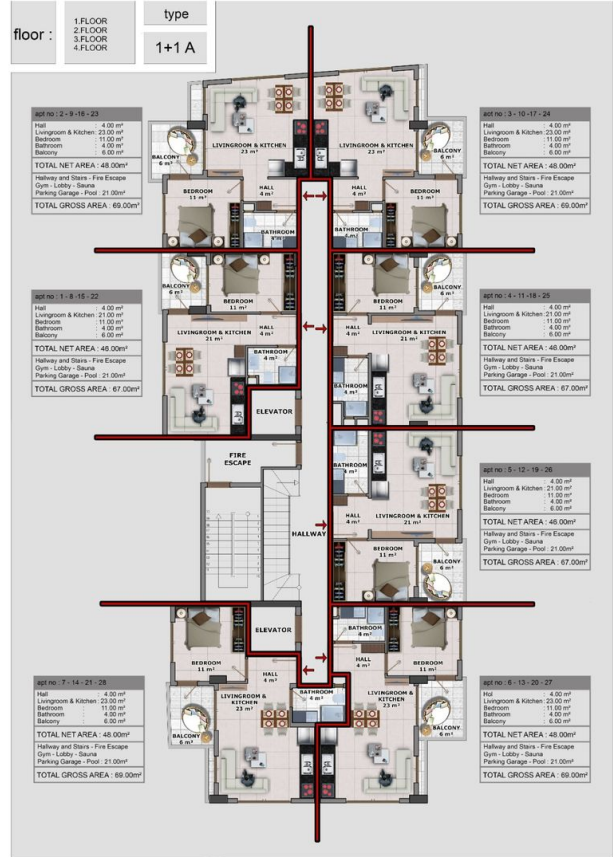 floor :
1.FLOOR
2.FLOOR
3.FLOOR
4.FLOOR
type
1+1 A
apt no : 2 - 9 -16 - 23
Hall : 4.00 m²
Livingroom & Kitchen : 23.00 m²
Bedroom : 11.00 m²
Bathroom : 4.00 m²
Balcony : 6.00 m²
TOTAL NET AREA : 48.00m²
Hallway and Stairs - Fire Escape
Gym - Lobby - Sauna
Parking Garage - Pool : 21.00m²
TOTAL GROSS AREA : 69.00m²
apt no : 3 - 10 -17 - 24
Hall : 4.00 m²
Livingroom & Kitchen : 23.00 m²
Bedroom : 11.00 m²
Bathroom : 4.00 m²
Balcony : 6.00 m²
TOTAL NET AREA : 48.00m²
Hallway and Stairs - Fire Escape
Gym - Lobby - Sauna
Parking Garage - Pool : 21.00m²
TOTAL GROSS AREA : 69.00m²
LIVINGROOM & KITCHEN
23 m²
LIVINGROOM & KITCHEN
23 m²
BALCONY
6 m²
BALCONY
6 m²
BEDROOM
11 m²
HALL
4 m²
HALL
4 m²
BEDROOM
11 m²
BATHROOM
BATHROOM
apt no : 1 - 8 -15 - 22
Hall : 4.00 m²
Livingroom & Kitchen : 21.00 m²
Bedroom : 11.00 m²
Bathroom : 4.00 m²
Balcony : 6.00 m²
TOTAL NET AREA : 46.00m²
Hallway and Stairs - Fire Escape
Gym - Lobby - Sauna
Parking Garage - Pool : 21.00m²
TOTAL GROSS AREA : 67.00m²
apt no : 4 - 11 -18 - 25
Hall : 4.00 m²
Livingroom & Kitchen : 21.00 m²
Bedroom : 11.00 m²
Bathroom : 4.00 m²
Balcony : 6.00 m²
TOTAL NET AREA : 46.00m²
Hallway and Stairs - Fire Escape
Gym - Lobby - Sauna
Parking Garage - Pool : 21.00m²
TOTAL GROSS AREA : 67.00m²
BALCONY
6 m²
BEDROOM
11 m²
BEDROOM
11 m²
BALCONY
6 m²
LIVINGROOM & KITCHEN
21 m²
HALL
4 m²
HALL
4 m²
LIVINGROOM & KITCHEN
21 m²
BATHROOM
4 m²
BATHROOM
4 m²
ELEVATOR
FIRE
ESCAPE
BATHROOM
4 m²
HALLWAY
HALL
4 m²
LIVINGROOM & KITCHEN
21 m²
BEDROOM
11 m²
BALCONY
6 m²
apt no : 5 - 12 - 19 - 26
Hall : 4.00 m²
Livingroom & Kitchen : 21.00 m²
Bedroom : 11.00 m²
Bathroom : 4.00 m²
Balcony : 6.00 m²
TOTAL NET AREA : 46.00m²
Hallway and Stairs - Fire Escape
Gym - Lobby - Sauna
Parking Garage - Pool : 21.00m²
TOTAL GROSS AREA : 67.00m²
ELEVATOR
BATHROOM
4 m²
BEDROOM
11 m²
HALL
4 m²
HALL
4 m²
BEDROOM
11 m²
LIVINGROOM &
KITCHEN
23 m²
BATHROOM
4 m²
LIVINGROOM &
KITCHEN
23 m²
BALCONY
6 m²
BALCONY
6 m²
apt no : 7 - 14 - 21 - 28
Hall : 4.00 m²
Livingroom & Kitchen : 23.00 m²
Bedroom : 11.00 m²
Bathroom : 4.00 m²
Balcony : 6.00 m²
TOTAL NET AREA : 48.00m²
Hallway and Stairs - Fire Escape
Gym - Lobby - Sauna
Parking Garage - Pool : 21.00m²
TOTAL GROSS AREA : 69.00m²
apt no : 6 - 13 - 20 - 27
Hol : 4.00 m²
Livingroom & Kitchen : 23.00 m²
Bedroom : 11.00 m²
Bathroom : 4.00 m²
Balcony : 6.00 m²
TOTAL NET AREA : 48.00m²
Hallway and Stairs - Fire Escape
Gym - Lobby - Sauna
Parking Garage - Pool : 21.00m²
TOTAL GROSS AREA : 69.00m²